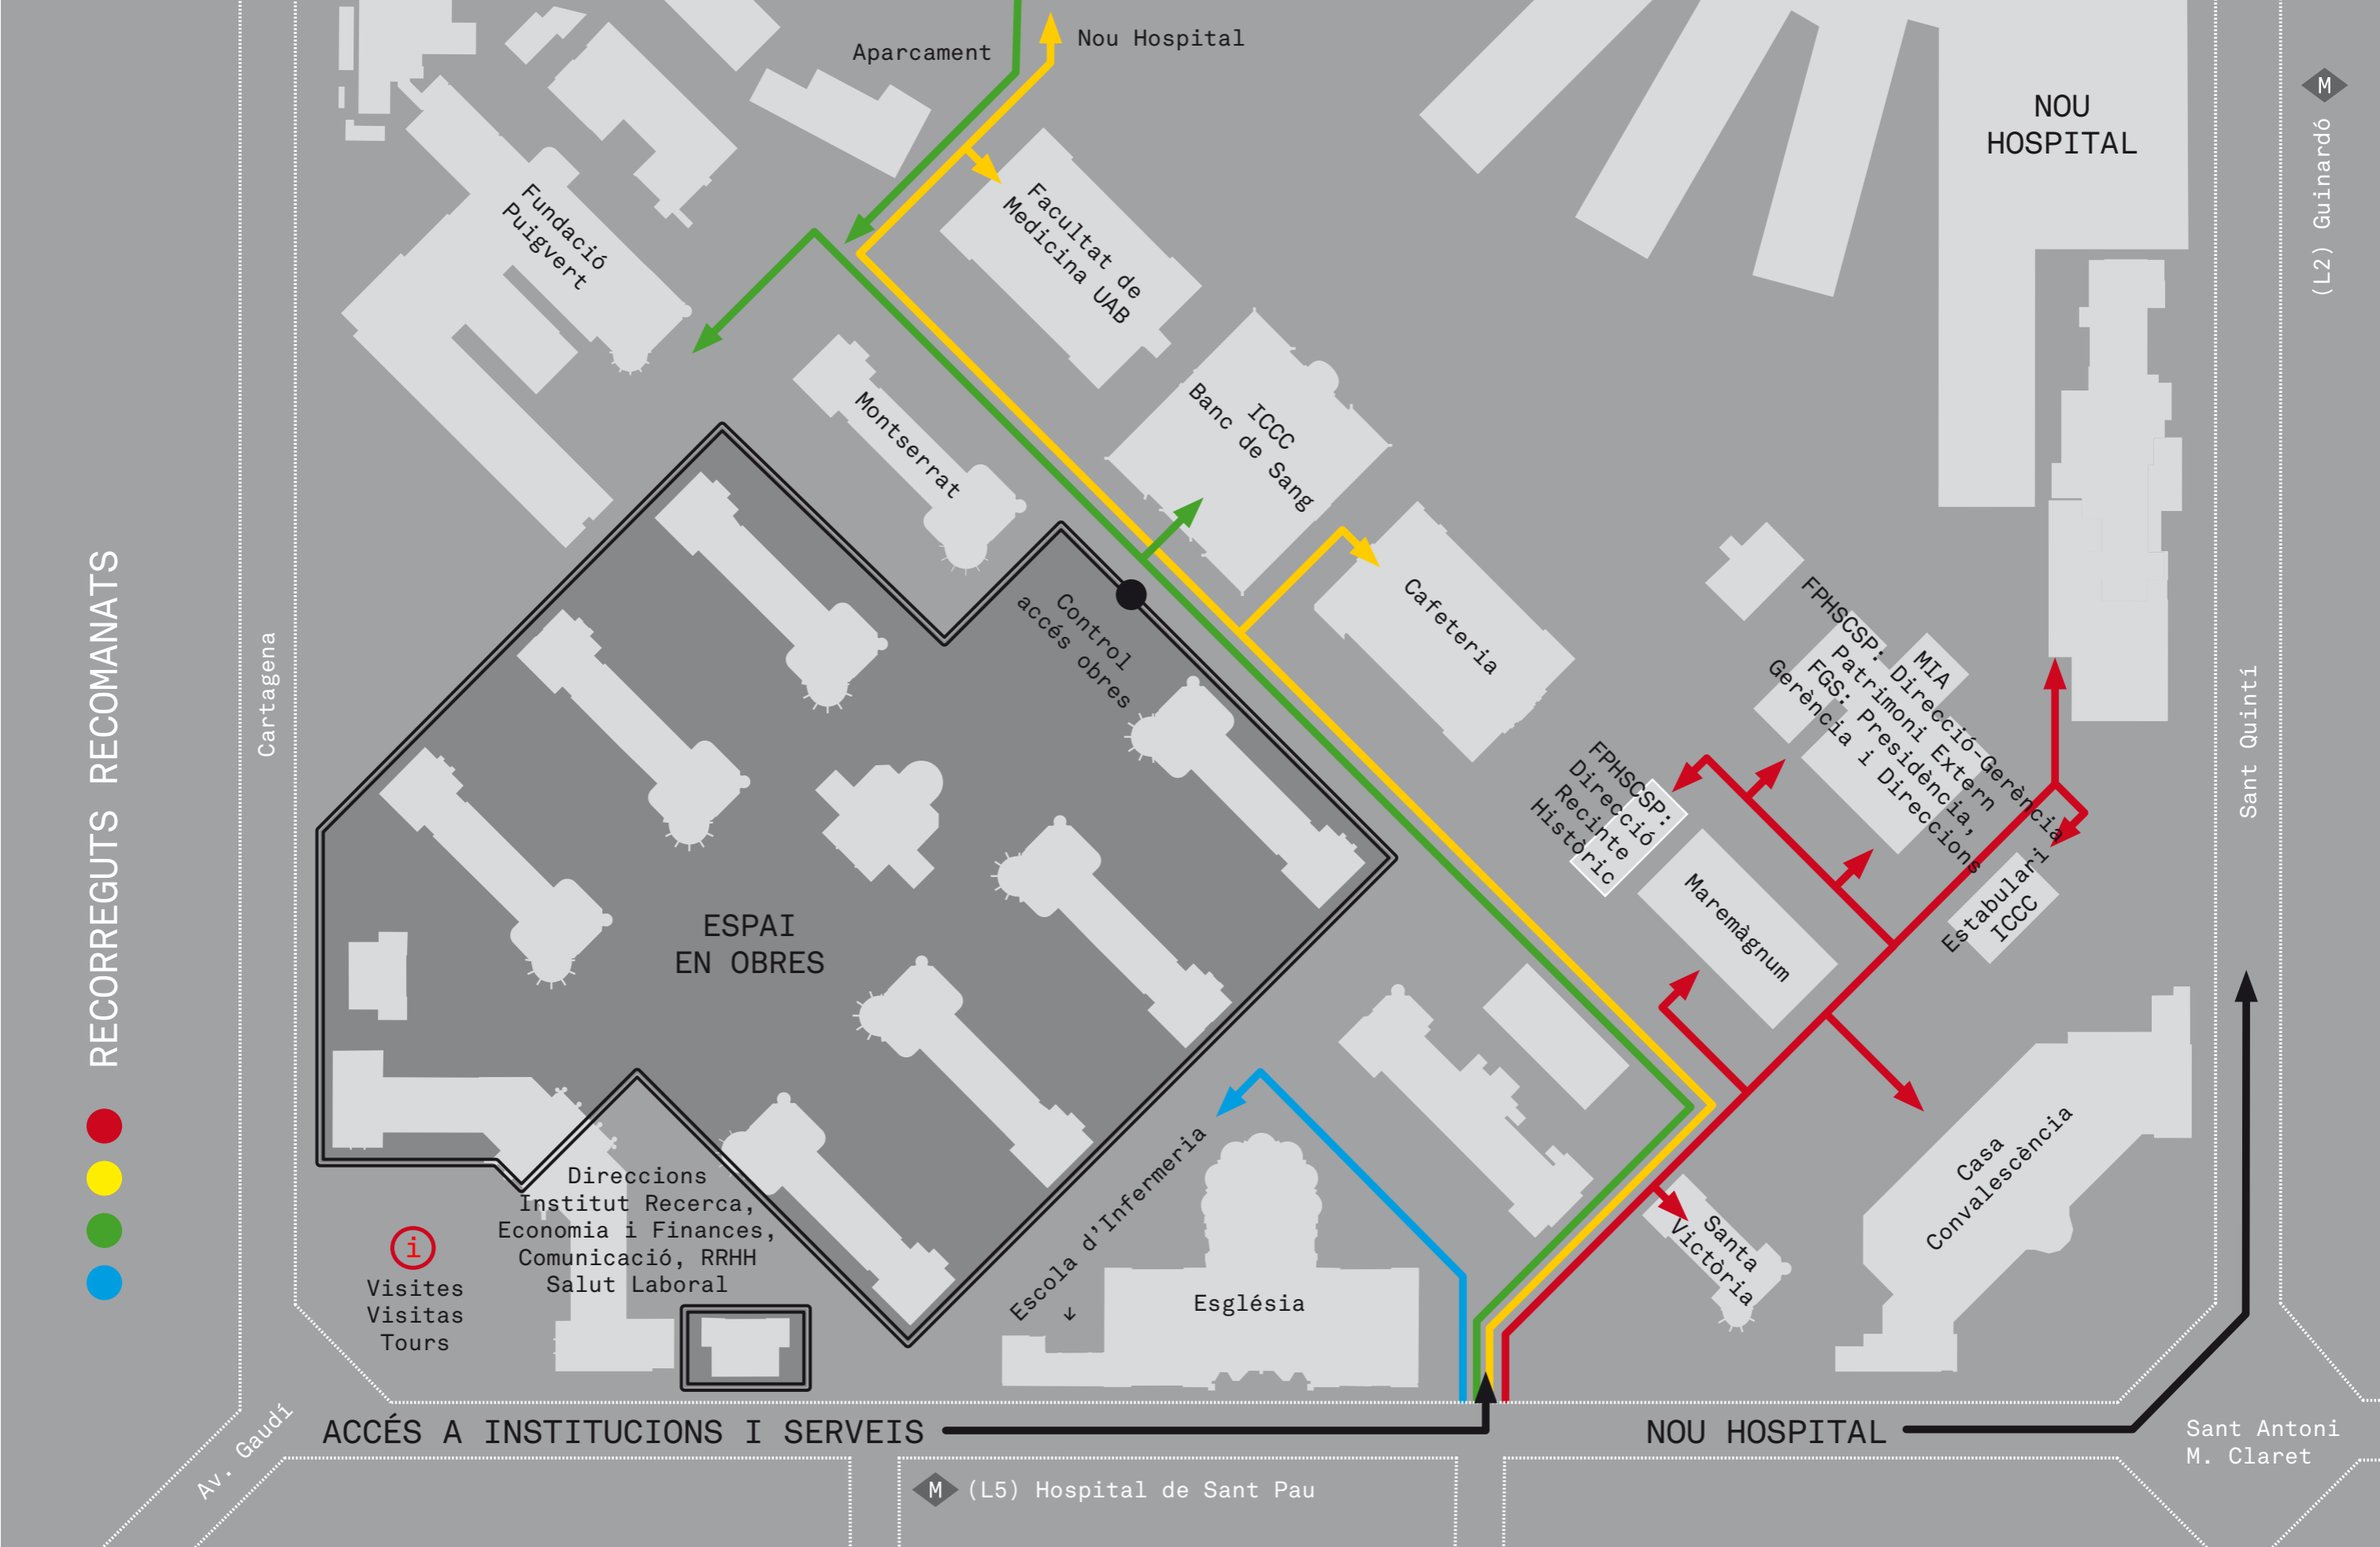 Aparcament
Nou Hospital
NOU
HOSPITAL
M
(L2) Guinardó
Fundació
Puigvert
Facultat de
Medicina UAB
Montserrat
ICCC
Banc de Sang
Cafeteria
Control
accés obres
RECORREGUTS RECOMANATS
Cartagena
Sant Quintí
FPHSCSP: Direcció-Gerència
Patrimoni Extern
FGS: Presidència,
Gerència i Direccions
MIA
FPHSCSP:
Direcció
Recinte
Històric
Maremàgnum
Estabulari
ICCC
ESPAI
EN OBRES
Casa
Convalescència
Santa
Victòria
Escola d'Infermeria
Església
Direccions
Institut Recerca,
Economia i Finances,
Comunicació, RRHH
Salut Laboral
i
Visites
Visitas
Tours
ACCÉS A INSTITUCIONS I SERVEIS
NOU HOSPITAL
Av. Gaudí
Sant Antoni
M. Claret
M (L5) Hospital de Sant Pau